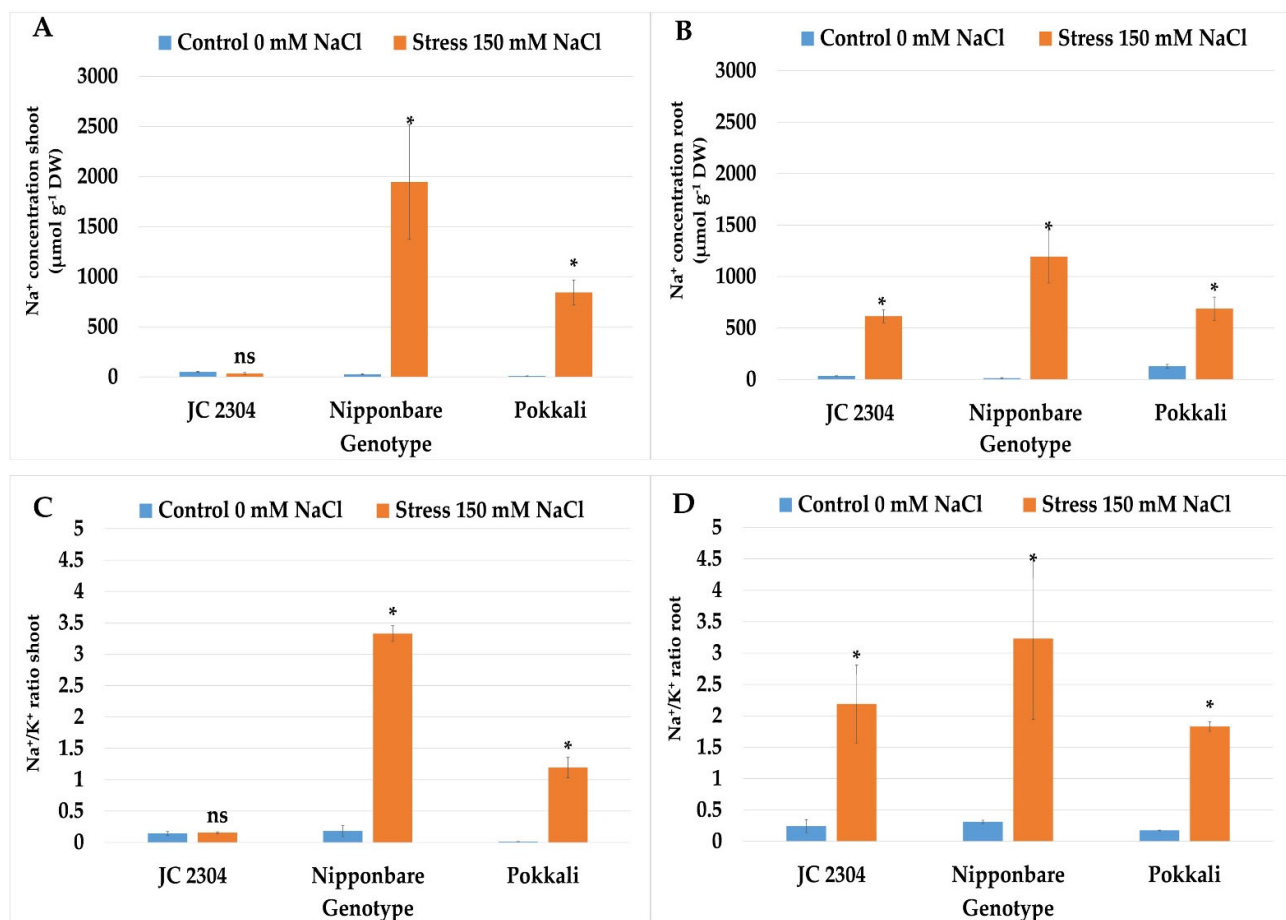 A
Control 0 mM NaCl Stress 150 mM NaCl
Na⁺ concentration shoot
(µmol g⁻¹ DW)
3000
2500
2000
1500
1000
500
0
*
*
ns
JC 2304 Nipponbare Pokkali
Genotype
B
Control 0 mM NaCl Stress 150 mM NaCl
Na⁺ concentration root
(µmol g⁻¹ DW)
3000
2500
2000
1500
1000
500
0
*
*
*
JC 2304 Nipponbare Pokkali
Genotype
C
Control 0 mM NaCl Stress 150 mM NaCl
Na⁺/K⁺ ratio shoot
5
4.5
4
3.5
3
2.5
2
1.5
1
0.5
0
*
*
ns
JC 2304 Nipponbare Pokkali
Genotype
D
Control 0 mM NaCl Stress 150 mM NaCl
Na⁺/K⁺ ratio root
5
4.5
4
3.5
3
2.5
2
1.5
1
0.5
0
*
*
*
JC 2304 Nipponbare Pokkali
Genotype